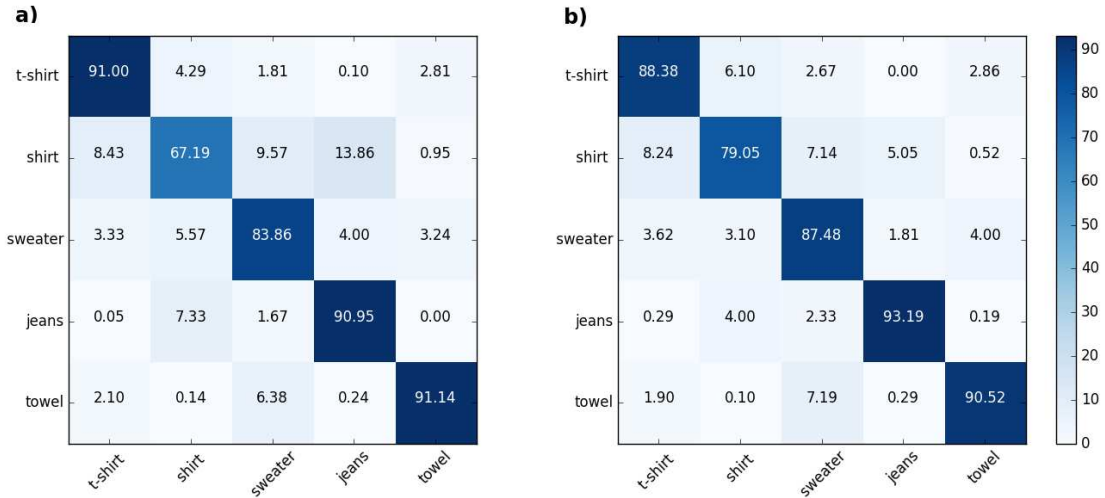 a)
t-shirt 91.00 4.29 1.81 0.10 2.81
shirt 8.43 67.19 9.57 13.86 0.95
sweater 3.33 5.57 83.86 4.00 3.24
jeans 0.05 7.33 1.67 90.95 0.00
towel 2.10 0.14 6.38 0.24 91.14
t-shirt shirt sweater jeans towel
b)
t-shirt 88.38 6.10 2.67 0.00 2.86
shirt 8.24 79.05 7.14 5.05 0.52
sweater 3.62 3.10 87.48 1.81 4.00
jeans 0.29 4.00 2.33 93.19 0.19
towel 1.90 0.10 7.19 0.29 90.52
t-shirt shirt sweater jeans towel
90
80
70
60
50
40
30
20
10
0